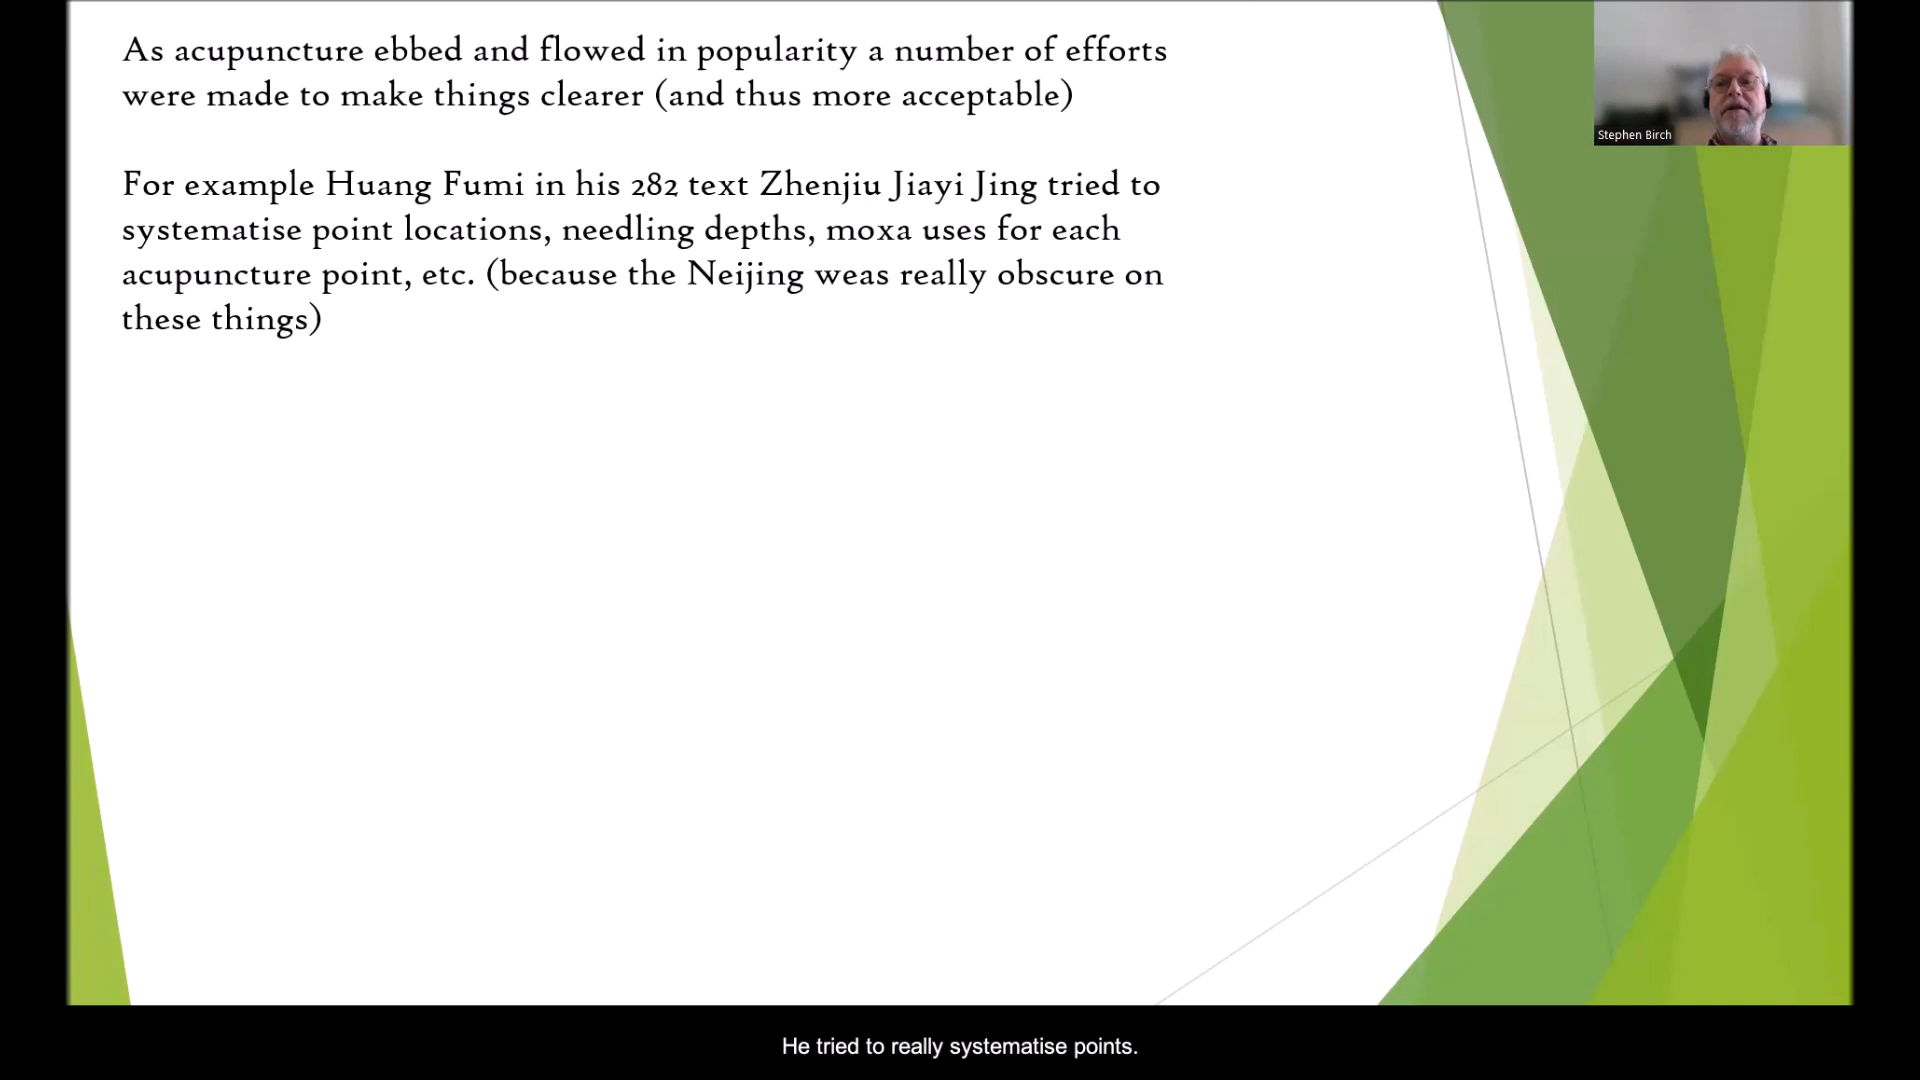 As acupuncture ebbed and flowed in popularity a number of efforts
were made to make things clearer (and thus more acceptable)
For example Huang Fumi in his 282 text Zhenjiu Jiayi Jing tried to
systematise point locations, needling depths, moxa uses for each
acupuncture point, etc. (because the Neijing weas really obscure on
these things)
Stephen Birch
He tried to really systematise points.